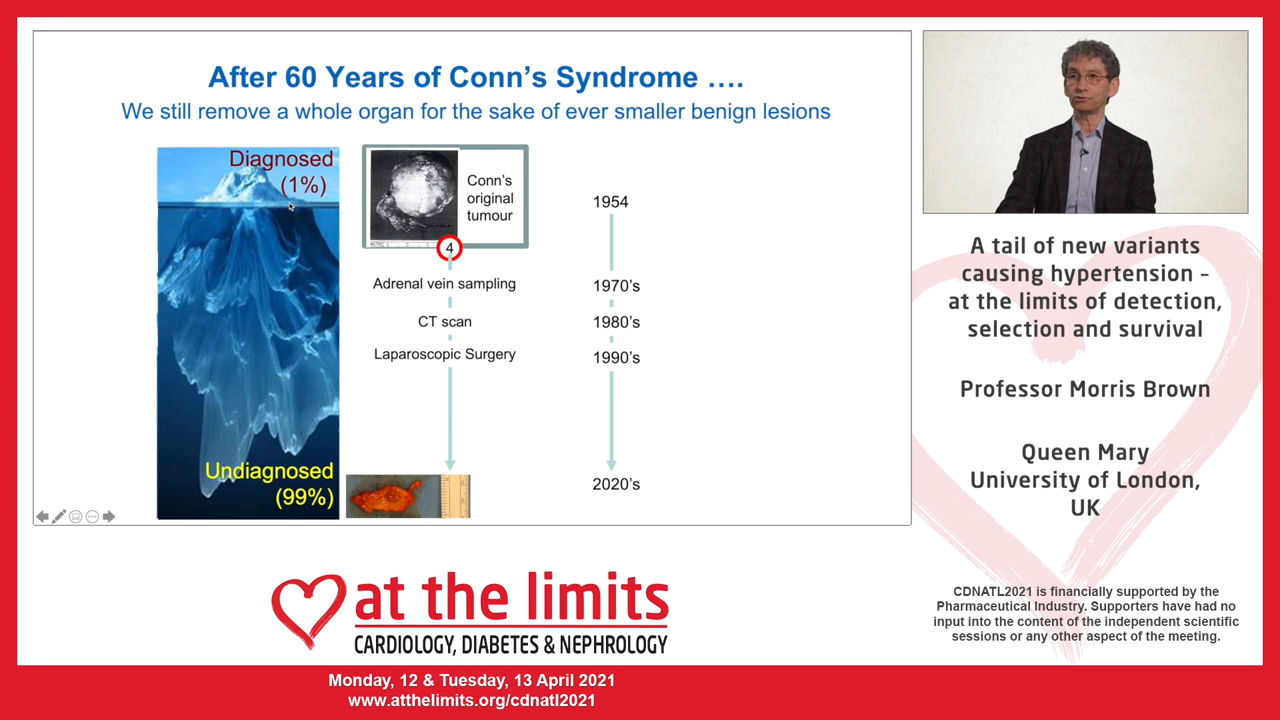 After 60 Years of Conn's Syndrome ….
We still remove a whole organ for the sake of ever smaller benign lesions
Diagnosed
(1%)
Undiagnosed
(99%)
Conn's
original
tumour
METRIC
4
Adrenal vein sampling
CT scan
Laparoscopic Surgery
1954
1970's
1980's
1990's
2020's
A tail of new variants
causing hypertension –
at the limits of detection,
selection and survival
Professor Morris Brown
Queen Mary
University of London,
UK
CDNATL2021 is financially supported by the
Pharmaceutical Industry. Supporters have had no
input into the content of the independent scientific
sessions or any other aspect of the meeting.
at the limits
CARDIOLOGY, DIABETES & NEPHROLOGY
Monday, 12 & Tuesday, 13 April 2021
www.atthelimits.org/cdnatl2021